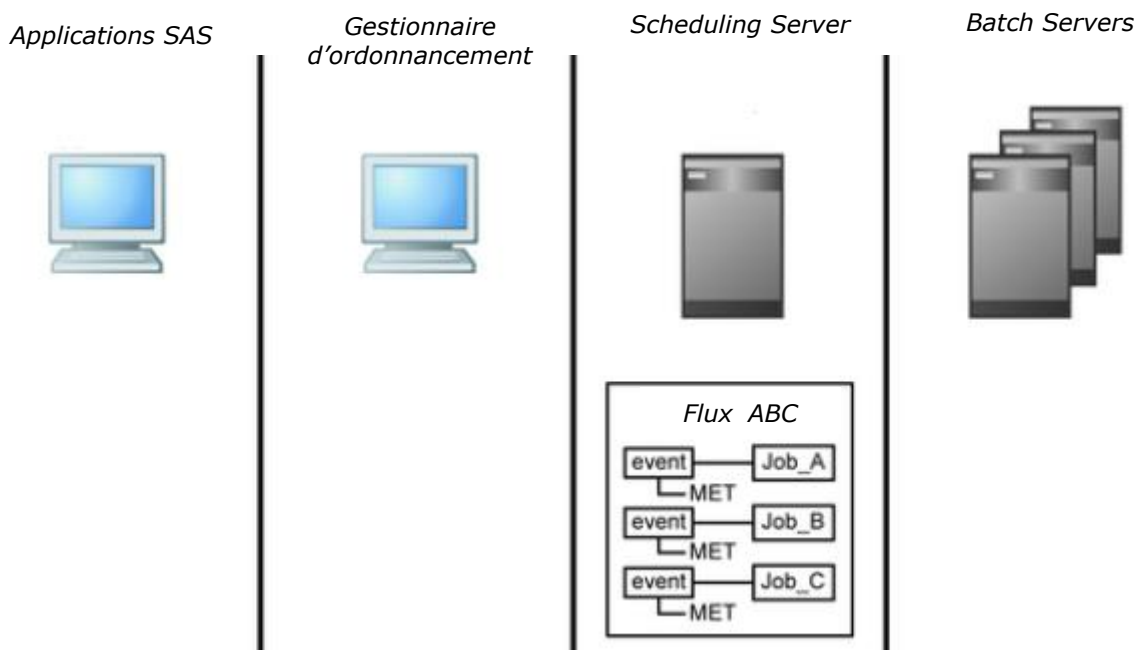 Applications SAS
Gestionnaire
d'ordonnancement
Scheduling Server
Batch Servers
Flux ABC
event Job_A
MET
event Job_B
MET
event Job_C
MET